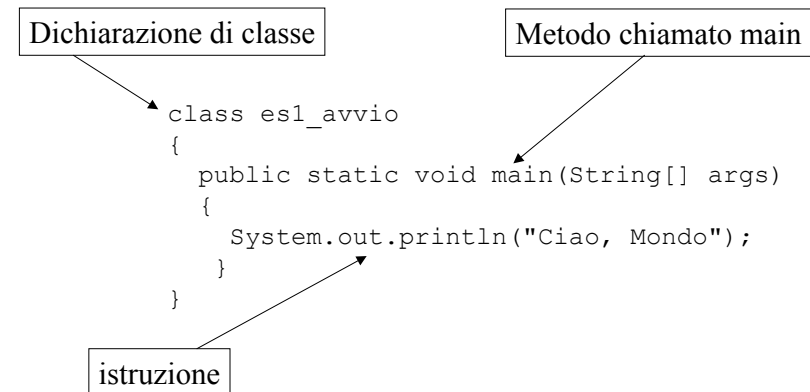 Dichiarazione di classe
Metodo chiamato main
class es1_avvio
{
public static void main(String[] args)
{
System.out.println("Ciao, Mondo");
}
}
istruzione